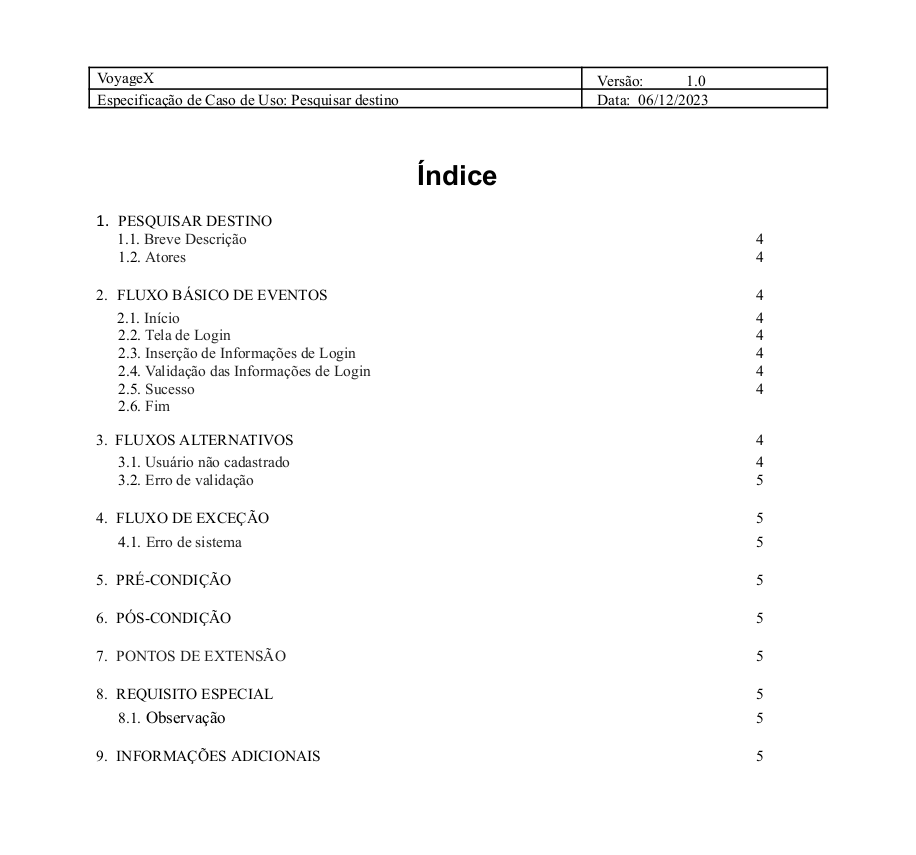 VoyageX Versão: 1.0
Especificação de Caso de Uso: Pesquisar destino Data: 06/12/2023
Índice
1. PESQUISAR DESTINO
1.1. Breve Descrição 4
1.2. Atores 4
2. FLUXO BÁSICO DE EVENTOS 4
2.1. Início 4
2.2. Tela de Login 4
2.3. Inserção de Informações de Login 4
2.4. Validação das Informações de Login 4
2.5. Sucesso 4
2.6. Fim
3. FLUXOS ALTERNATIVOS 4
3.1. Usuário não cadastrado 4
3.2. Erro de validação 5
4. FLUXO DE EXCEÇÃO 5
4.1. Erro de sistema 5
5. PRÉ-CONDIÇÃO 5
6. PÓS-CONDIÇÃO 5
7. PONTOS DE EXTENSÃO 5
8. REQUISITO ESPECIAL 5
8.1. Observação 5
9. INFORMAÇÕES ADICIONAIS 5